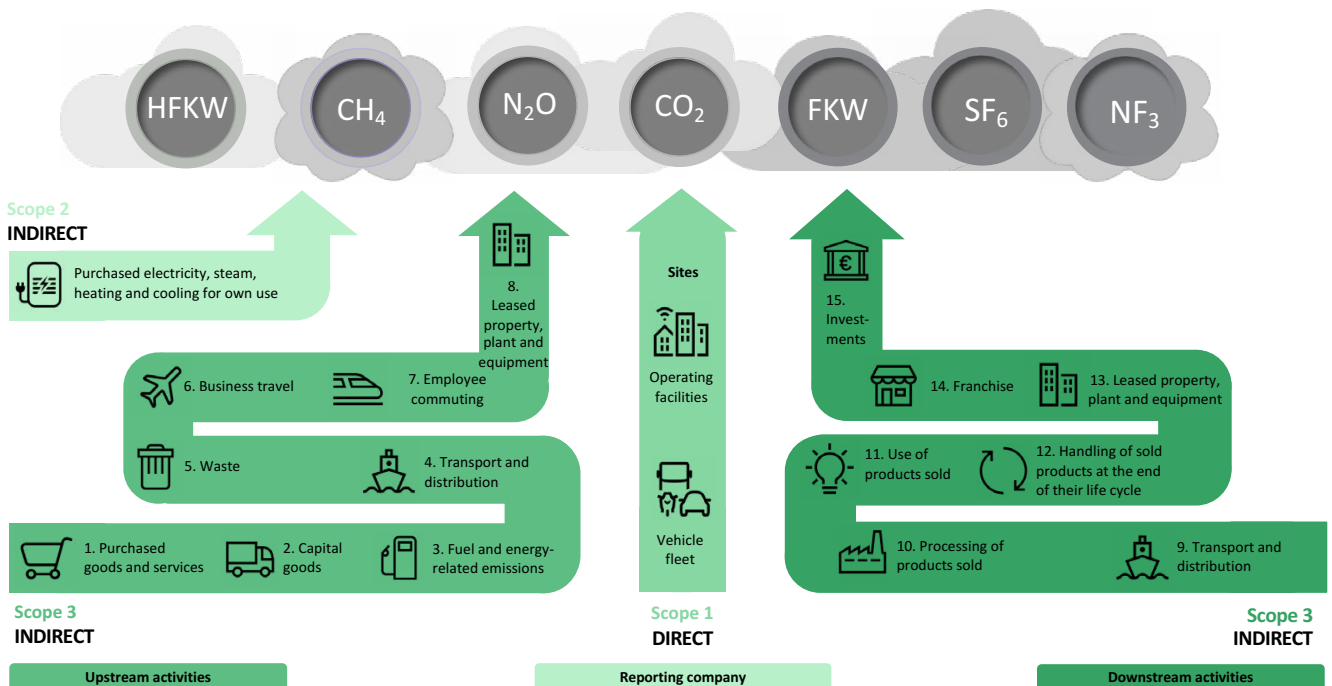 HFKW
CH₄
N₂O
CO₂
FKW
SF₆
NF₃
Scope 2
INDIRECT
Purchased electricity, steam,
heating and cooling for own use
8.
Leased
property,
plant and
equipment
6. Business travel
7. Employee
commuting
5. Waste
4. Transport and
distribution
1. Purchased
goods and services
2. Capital
goods
3. Fuel and energy-
related emissions
Scope 3
INDIRECT
Upstream activities
Sites
Operating
facilities
Vehicle
fleet
Scope 1
DIRECT
Reporting company
€
15.
Invest-
ments
14. Franchise
13. Leased property,
plant and equipment
11. Use of
products sold
12. Handling of sold
products at the end
of their life cycle
10. Processing of
products sold
9. Transport and
distribution
Scope 3
INDIRECT
Downstream activities